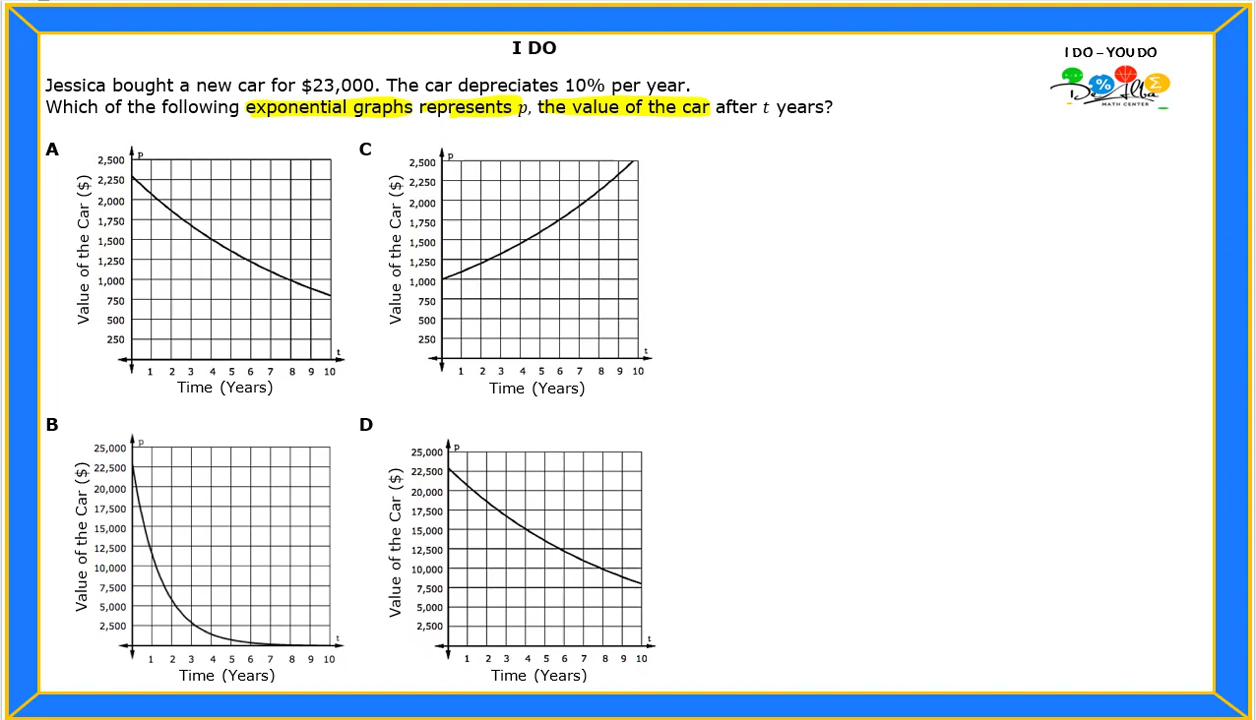 I DO
I DO – YOU DO
Jessica bought a new car for $23,000. The car depreciates 10% per year.
Which of the following exponential graphs represents p, the value of the car after t years?
% Σ
De Alba
MATH CENTER
A
p
2,500
2,250
2,000
1,750
1,500
1,250
1,000
750
500
250
Value of the Car ($)
t
1 2 3 4 5 6 7 8 9 10
Time (Years)
C
p
2,500
2,250
2,000
1,750
1,500
1,250
1,000
750
500
250
Value of the Car ($)
t
1 2 3 4 5 6 7 8 9 10
Time (Years)
B
p
25,000
22,500
20,000
17,500
15,000
12,500
10,000
7,500
5,000
2,500
Value of the Car ($)
t
1 2 3 4 5 6 7 8 9 10
Time (Years)
D
p
25,000
22,500
20,000
17,500
15,000
12,500
10,000
7,500
5,000
2,500
Value of the Car ($)
t
1 2 3 4 5 6 7 8 9 10
Time (Years)